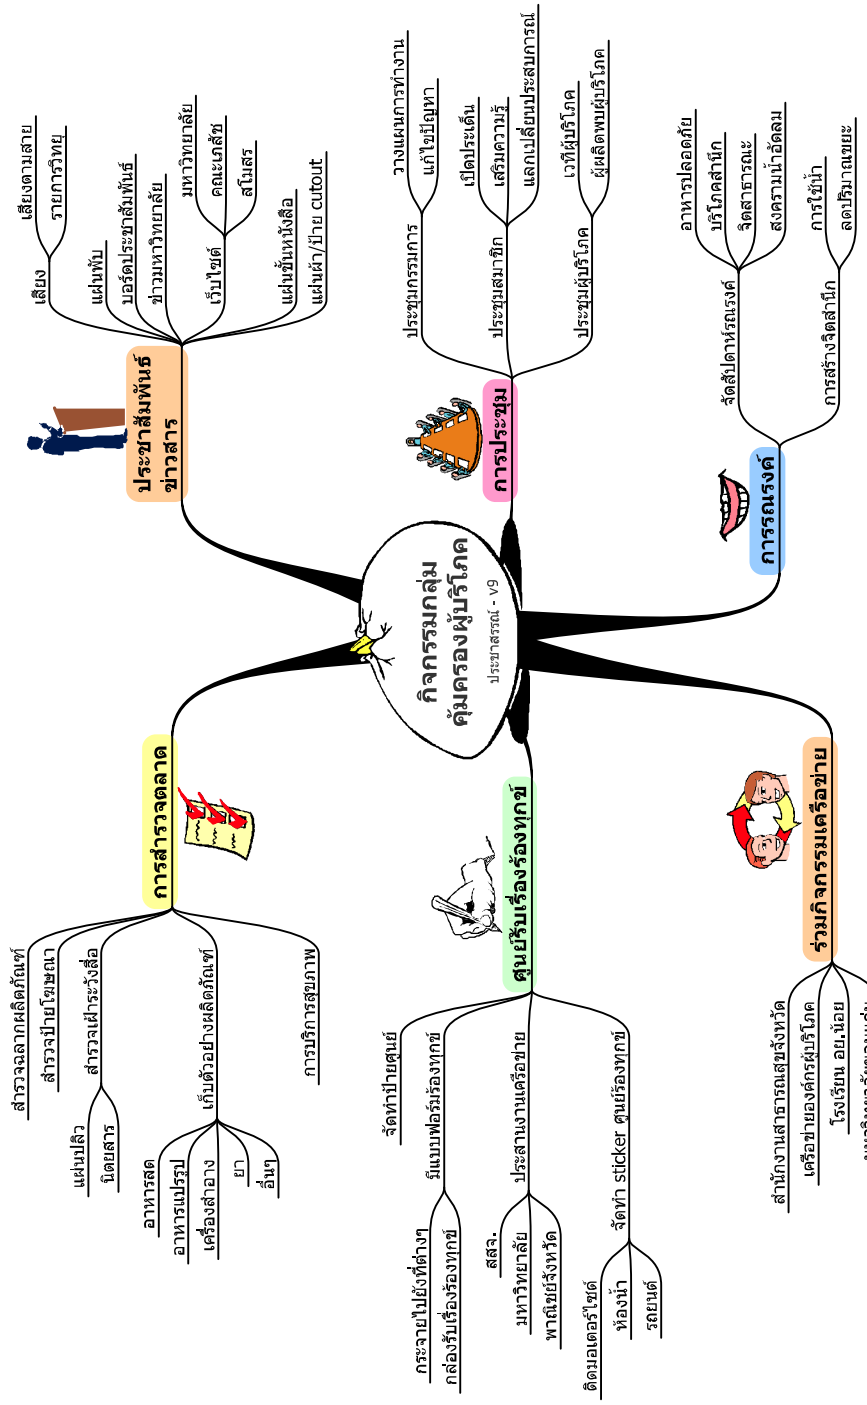 กิจกรรมกลุ่ม
คุ้มครองผู้บริโภค
ประชาสรรณ์ - v9
ประชาสัมพันธ์
ข่าวสาร
เสียง
เสียงตามสาย
รายการวิทยุ
แผ่นพับ
บอร์ดประชาสัมพันธ์
ข่าวมหาวิทยาลัย
เว็บไซด์
มหาวิทยาลัย
คณะเภสัช
สโมสร
แผ่นขั้นหนังสือ
แผ่นผ้า/ป้าย cutout
การประชุม
ประชุมกรรมการ
วางแผนการทำงาน
แก้ไขปัญหา
ประชุมสมาชิก
เปิดประเด็น
เสริมความรู้
แลกเปลี่ยนประสบการณ์
ประชุมผู้บริโภค
เวทีผู้บริโภค
ผู้ผลิตพบผู้บริโภค
การรณรงค์
จัดสัปดาห์รณรงค์
อาหารปลอดภัย
บริโภคสำนึก
จิตสาธารณะ
สงครามน้ำอัดลม
การสร้างจิตสำนึก
การใช้น้ำ
ลดปริมาณขยะ
การสำรวจตลาด
สำรวจฉลากผลิตภัณฑ์
สำรวจป้ายโฆษณา
สำรวจเฝ้าระวังสื่อ
แผ่นปลิว
นิตยสาร
เก็บตัวอย่างผลิตภัณฑ์
อาหารสด
อาหารแปรรูป
เครื่องสำอาง
ยา
อื่นๆ
การบริการสุขภาพ
ศูนย์รับเรื่องร้องทุกข์
จัดทำป้ายศูนย์
มีแบบฟอร์มร้องทุกข์
กระจายไปยังที่ต่างๆ
กล่องรับเรื่องร้องทุกข์
ประสานงานเครือข่าย
สสจ.
มหาวิทยาลัย
พาณิชย์จังหวัด
จัดทำ sticker ศูนย์ร้องทุกข์
ติดมอเตอร์ไซด์
ห้องน้ำ
รถยนต์
ร่วมกิจกรรมเครือข่าย
สำนักงานสาธารณสุขจังหวัด
เครือข่ายองค์กรผู้บริโภค
โรงเรียน อย.น้อย